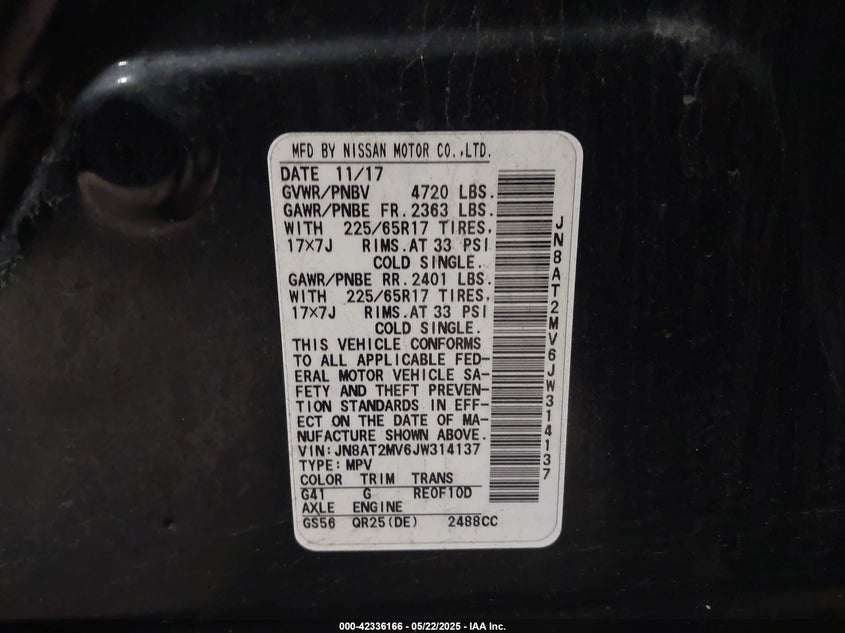 MFD BY NISSAN MOTOR CO.,LTD.
DATE 11/17
GVWR/PNBV 4720 LBS.
GAWR/PNBE FR. 2363 LBS.
WITH 225/65R17 TIRES,
17×7J RIMS.AT 33 PSI
COLD SINGLE.
GAWR/PNBE RR. 2401 LBS.
WITH 225/65R17 TIRES,
17×7J RIMS.AT 33 PSI
COLD SINGLE.
THIS VEHICLE CONFORMS
TO ALL APPLICABLE FED-
ERAL MOTOR VEHICLE SA-
FETY AND THEFT PREVEN-
TION STANDARDS IN EFF-
ECT ON THE DATE OF MA-
NUFACTURE SHOWN ABOVE.
VIN:JN8AT2MV6JW314137
TYPE:MPV
COLOR TRIM TRANS
G41 G RE0F10D
AXLE ENGINE
GS56 QR25(DE) 2488CC
JN8AT2MV6JW314137
000-42336166 - 05/22/2025 - IAA Inc.